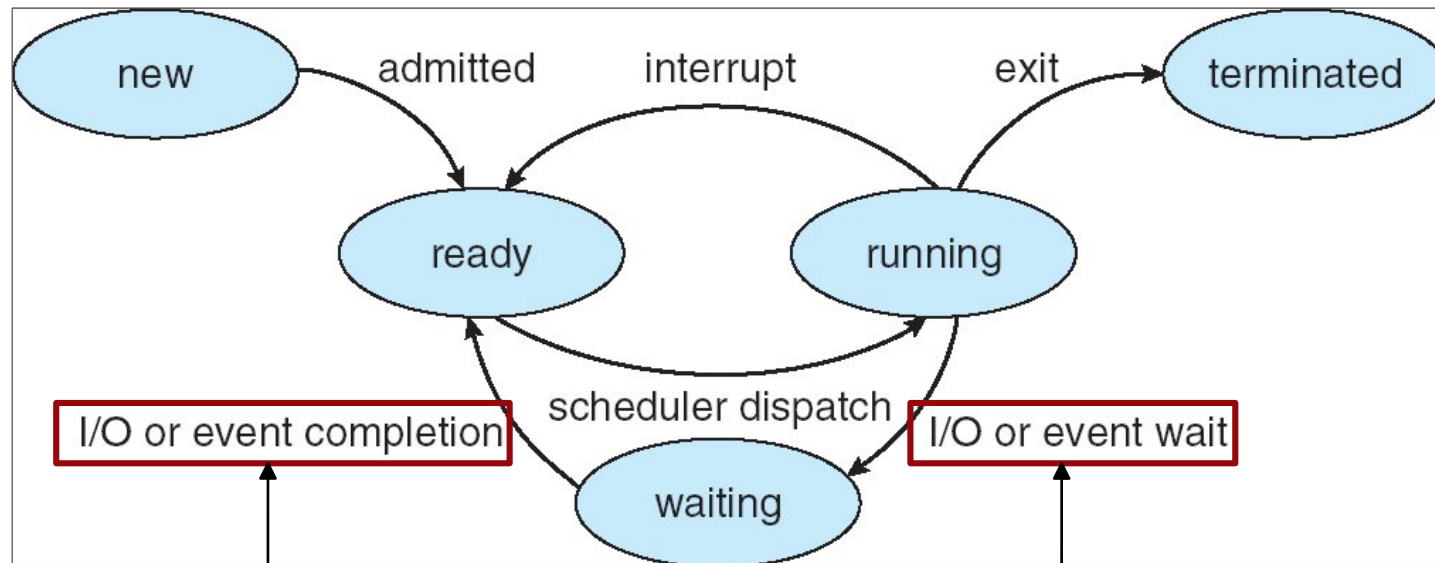 new
admitted
interrupt
exit
terminated
ready
running
scheduler dispatch
I/O or event completion
I/O or event wait
waiting